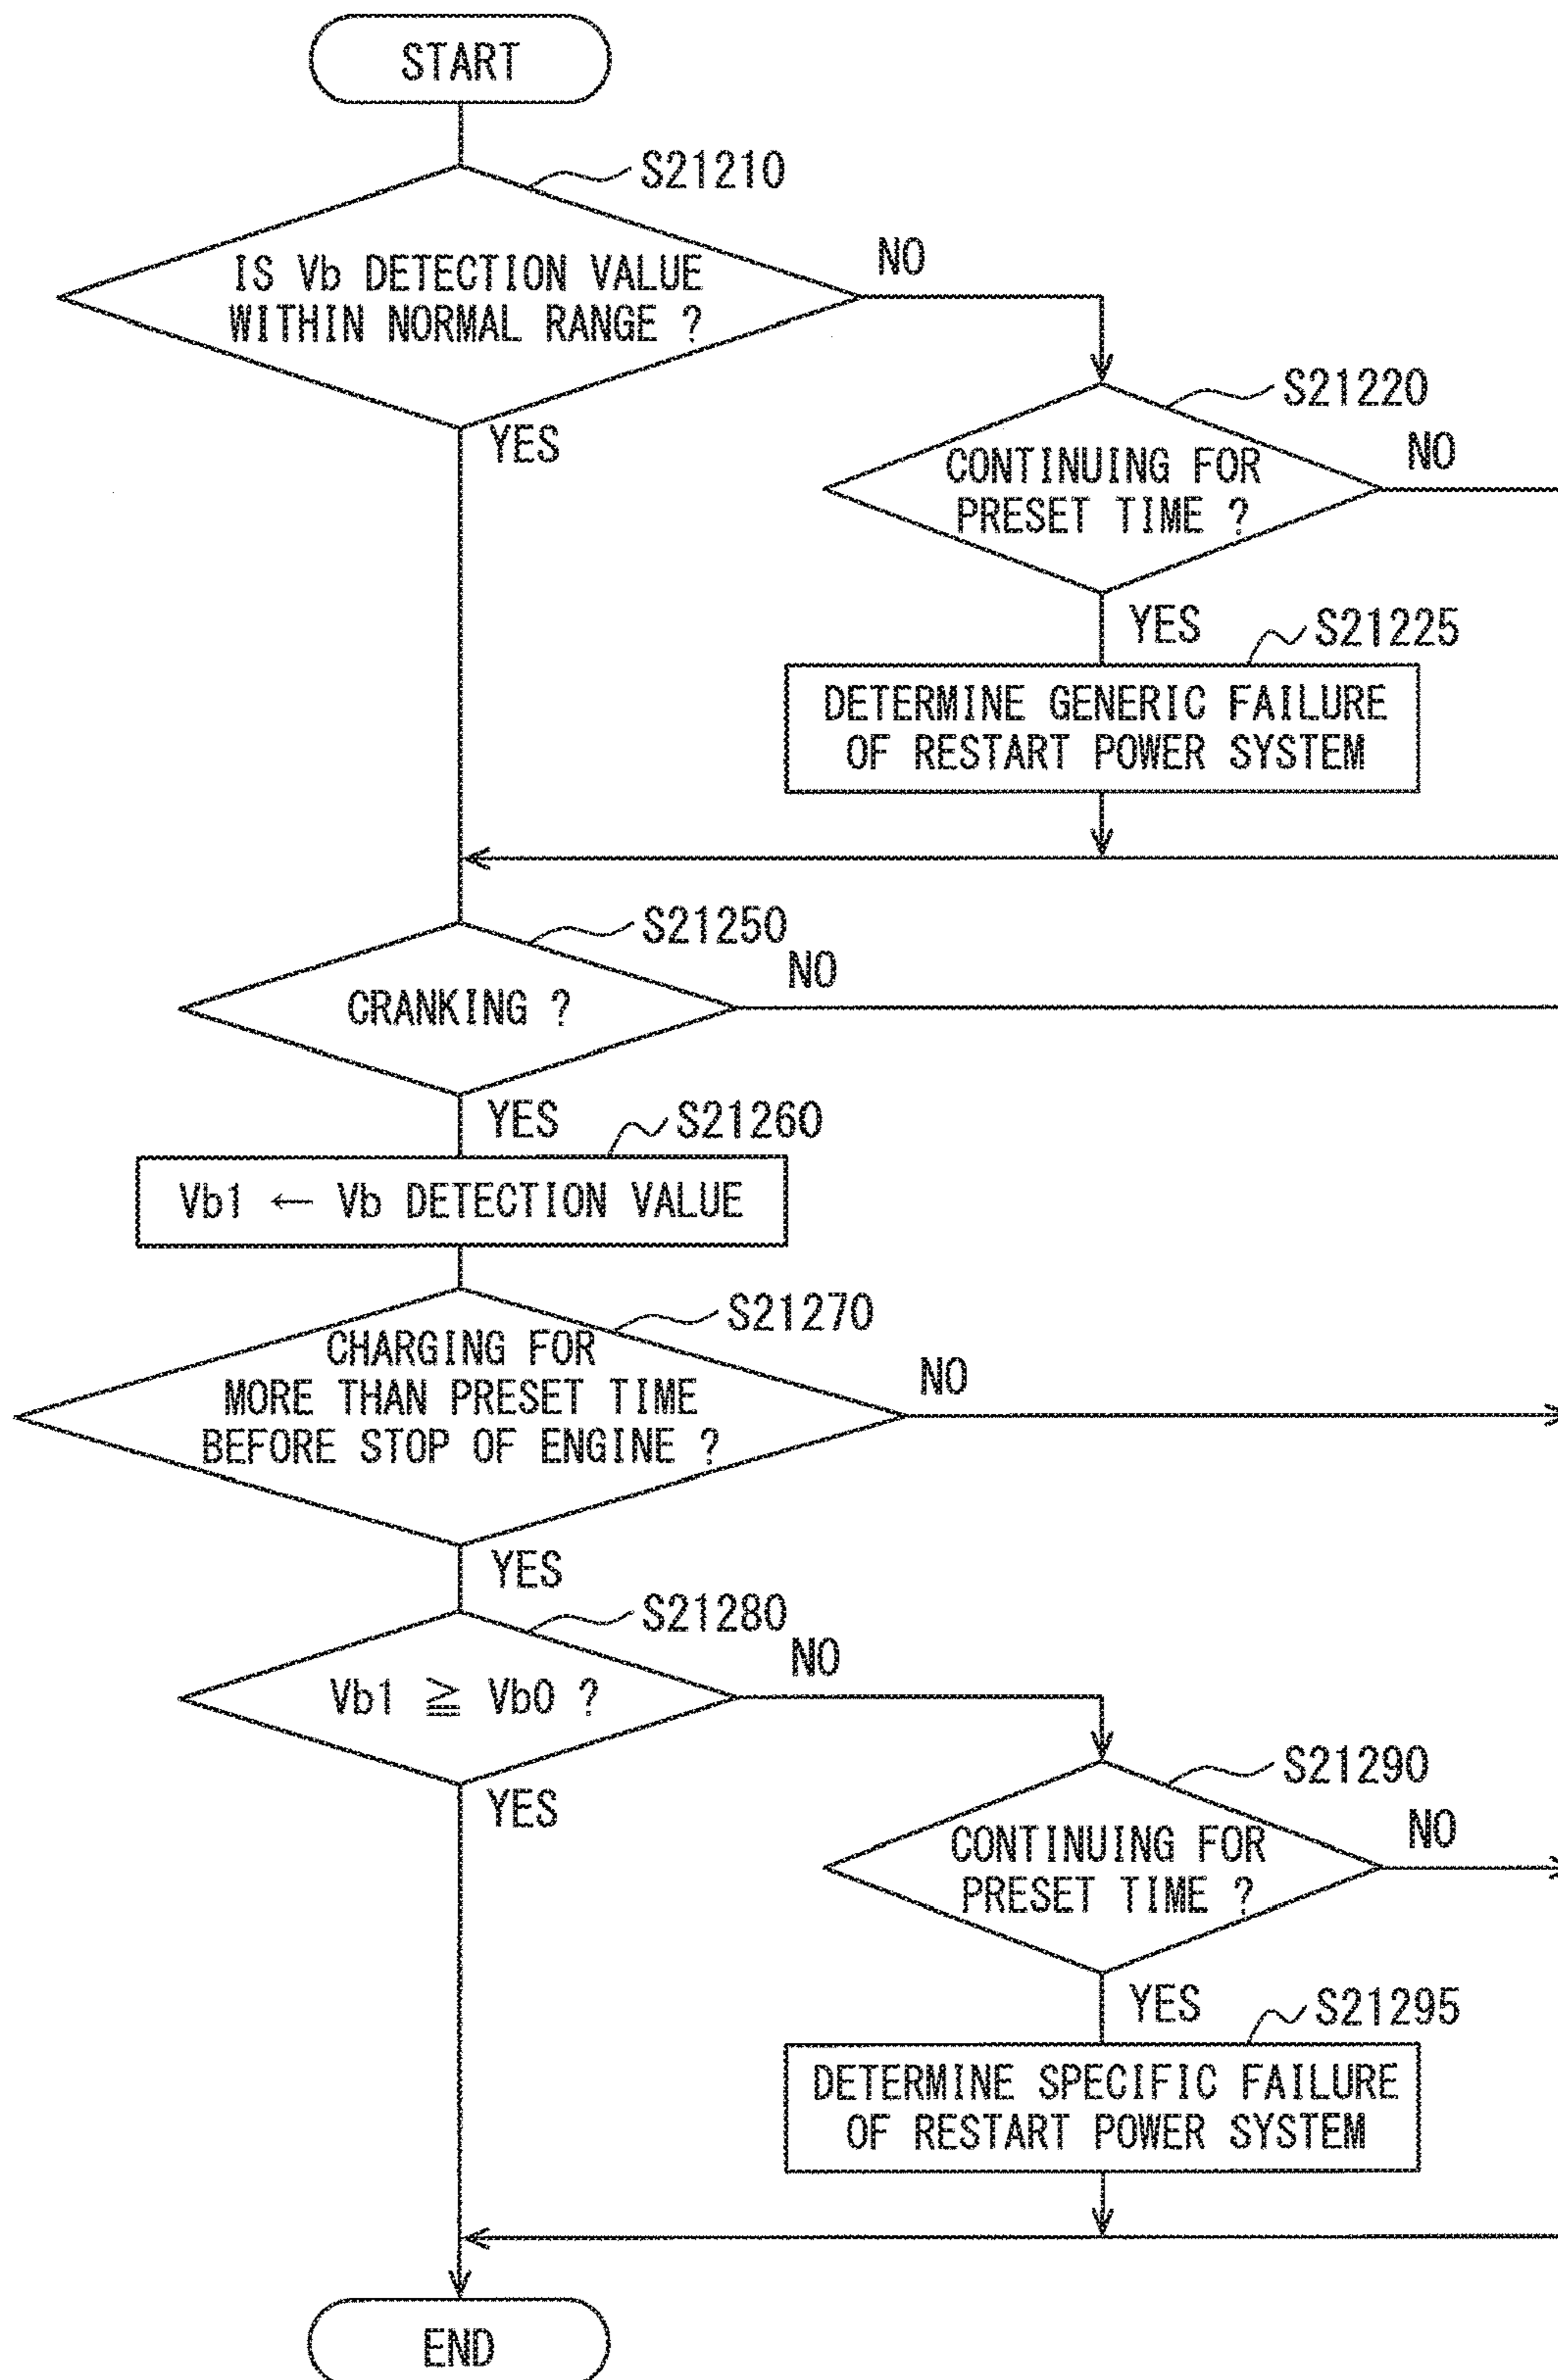 START
S21210
IS Vb DETECTION VALUE
WITHIN NORMAL RANGE ?
NO
YES
S21220
CONTINUING FOR
PRESET TIME ?
NO
YES
S21225
DETERMINE GENERIC FAILURE
OF RESTART POWER SYSTEM
S21250
CRANKING ?
NO
YES
S21260
Vb1 ← Vb DETECTION VALUE
S21270
CHARGING FOR
MORE THAN PRESET TIME
BEFORE STOP OF ENGINE ?
NO
YES
S21280
Vb1 ≧ Vb0 ?
NO
YES
S21290
CONTINUING FOR
PRESET TIME ?
NO
YES
S21295
DETERMINE SPECIFIC FAILURE
OF RESTART POWER SYSTEM
END